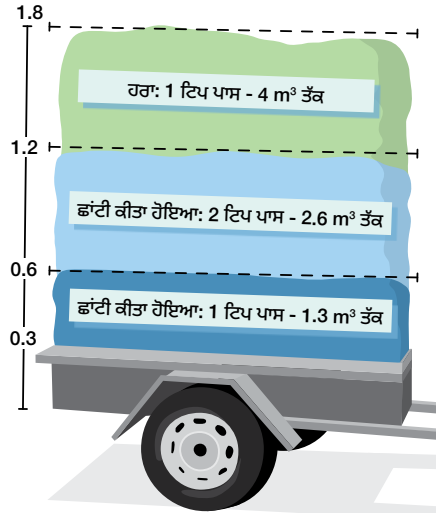 1.8
ਹਰਾ: 1 ਟਿਪ ਪਾਸ - 4 m³ ਤੱਕ
1.2
ਛਾਂਟੀ ਕੀਤਾ ਹੋਇਆ: 2 ਟਿਪ ਪਾਸ - 2.6 m³ ਤੱਕ
0.6
ਛਾਂਟੀ ਕੀਤਾ ਹੋਇਆ: 1 ਟਿਪ ਪਾਸ - 1.3 m³ ਤੱਕ
0.3